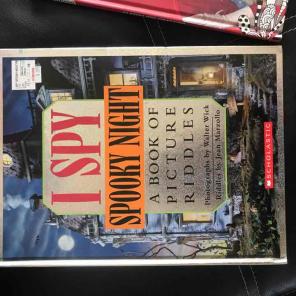 I SPY
SPOOKY NIGHT
A BOOK OF
PICTURE
RIDDLES
Photographs by Walter Wick
Riddles by Jean Marzollo
SCHOLASTIC